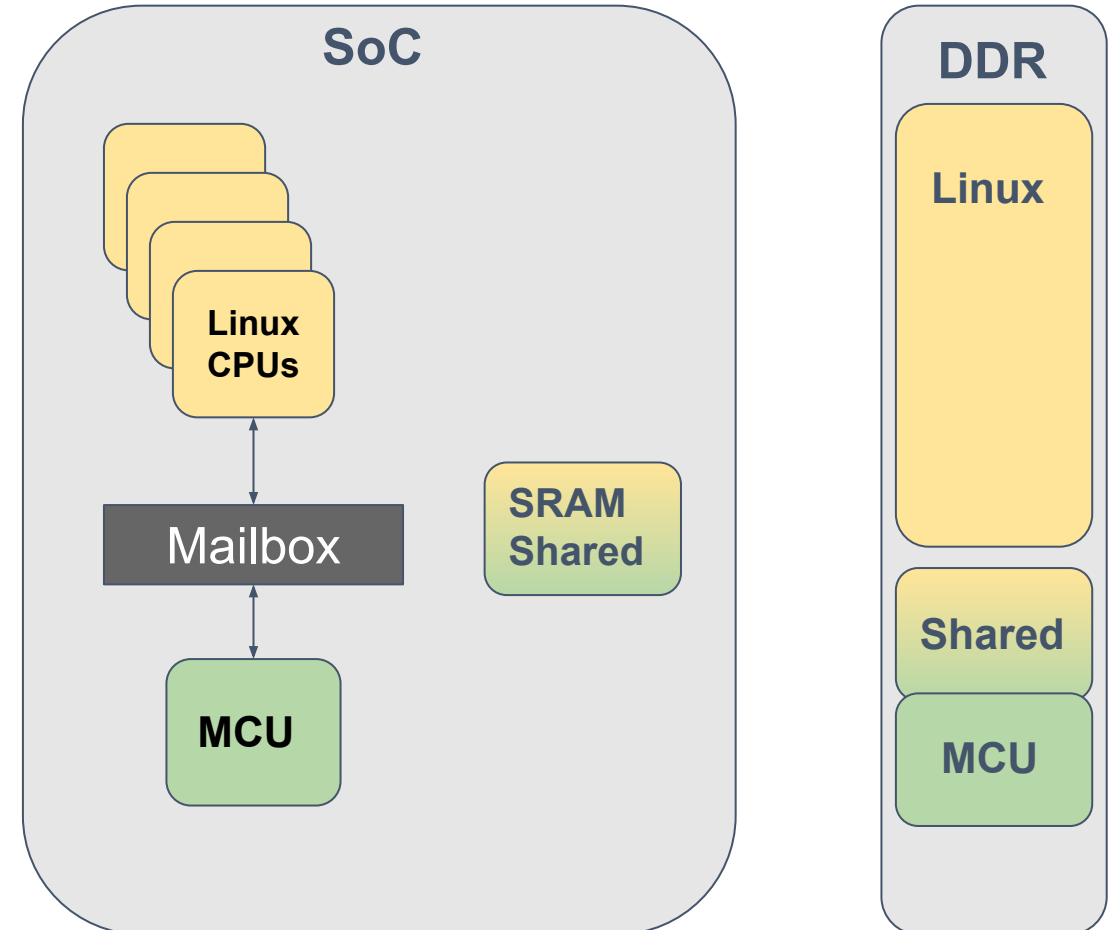 SoC
Linux
CPUs
Mailbox
MCU
SRAM
Shared
DDR
Linux
Shared
MCU